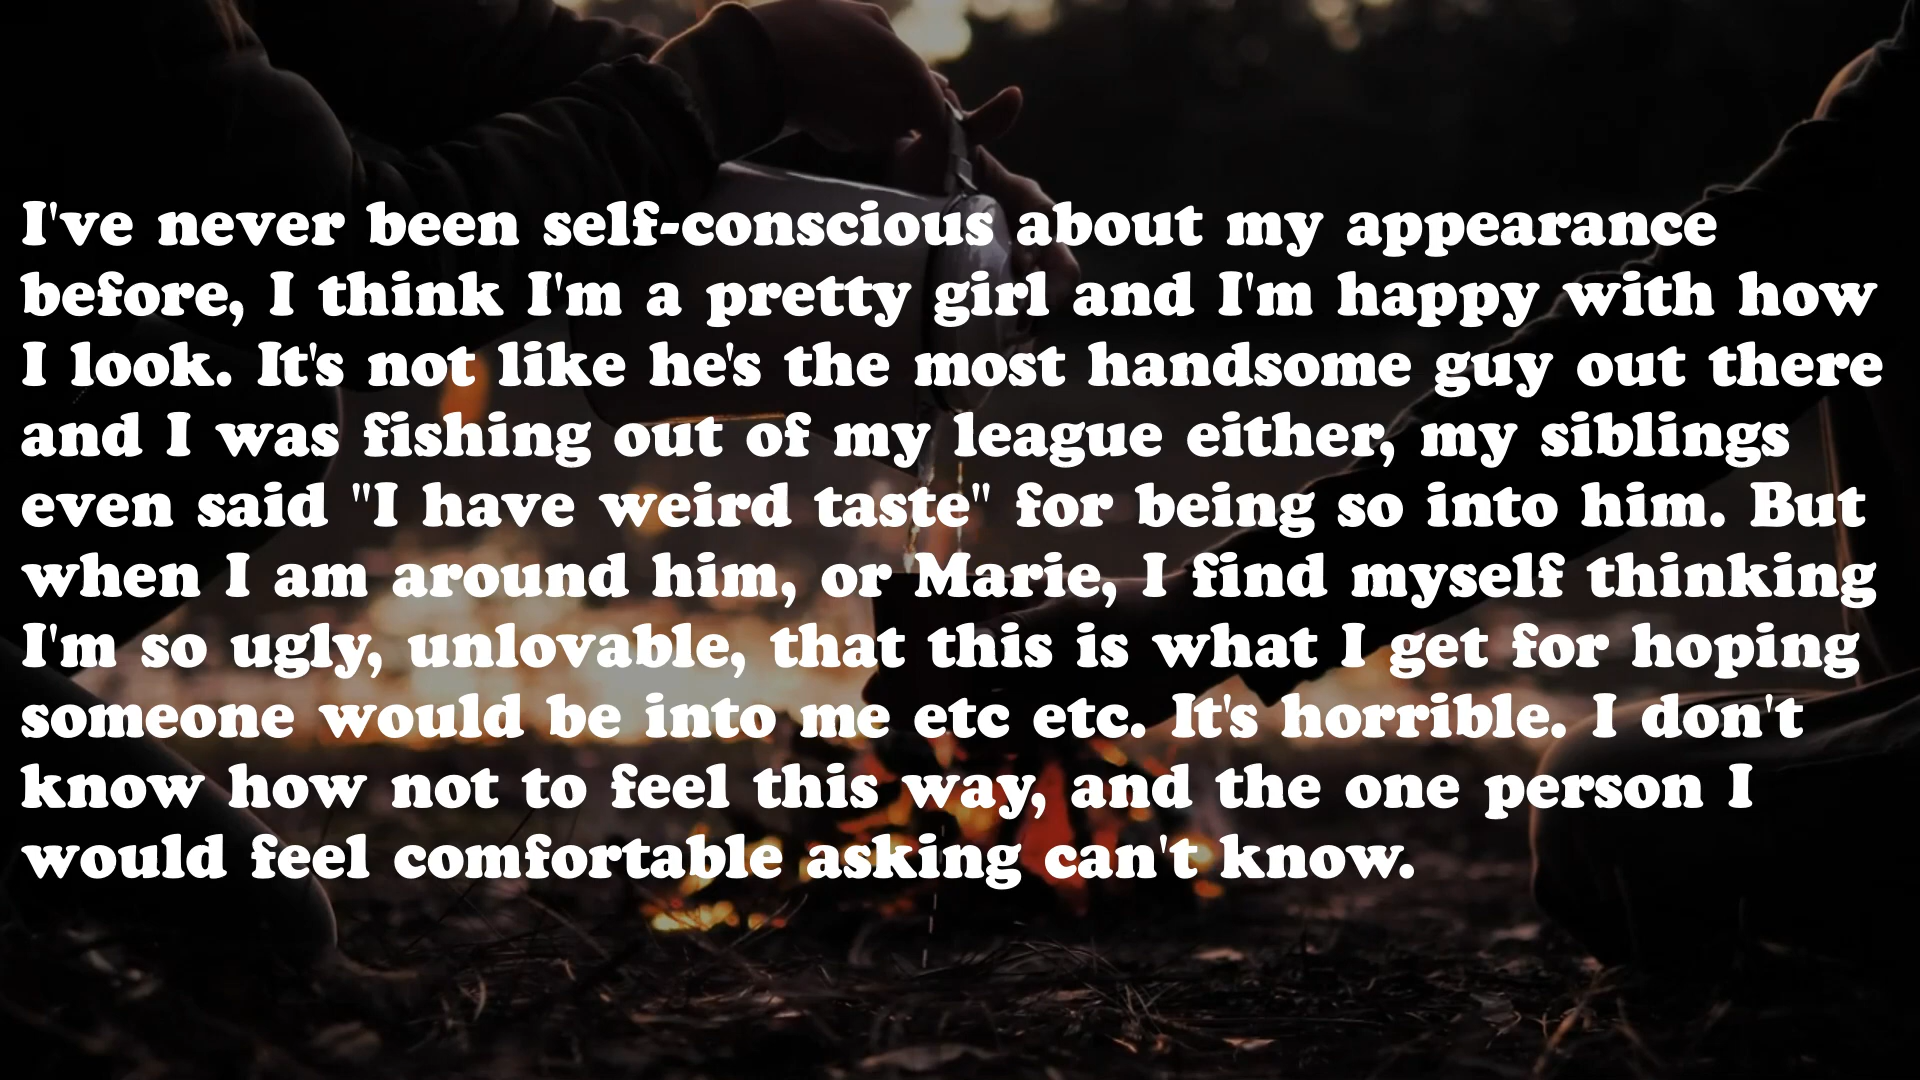 I've never been self-conscious about my appearance
before, I think I'm a pretty girl and I'm happy with how
I look. It's not like he's the most handsome guy out there
and I was fishing out of my league either, my siblings
even said "I have weird taste" for being so into him. But
when I am around him, or Marie, I find myself thinking
I'm so ugly, unlovable, that this is what I get for hoping
someone would be into me etc etc. It's horrible. I don't
know how not to feel this way, and the one person I
would feel comfortable asking can't know.